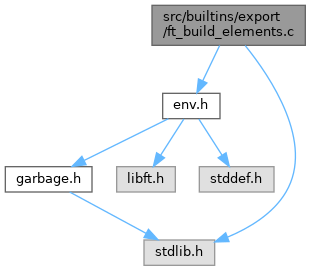 src/builtins/export
/ft_build_elements.c
env.h
garbage.h
libft.h
stddef.h
stdlib.h